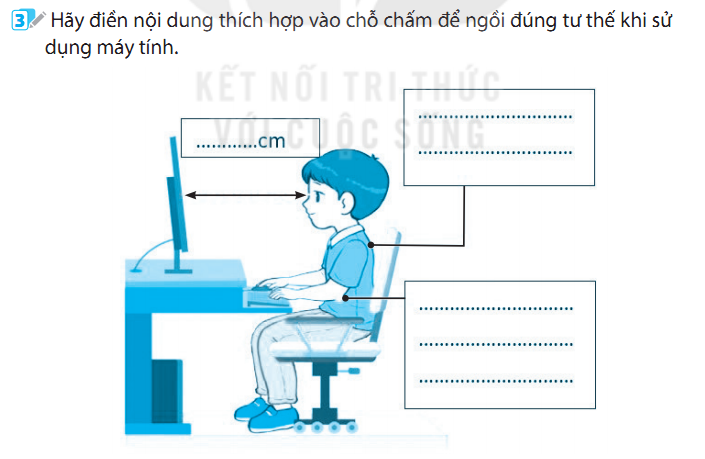 3 Hãy điền nội dung thích hợp vào chỗ chấm để ngồi đúng tư thế khi sử
dụng máy tính.
KẾT NỐI TRI THỨC
VỚI CUỘC SỐNG
............cm
...............................
...............................
...............................
...............................
...............................